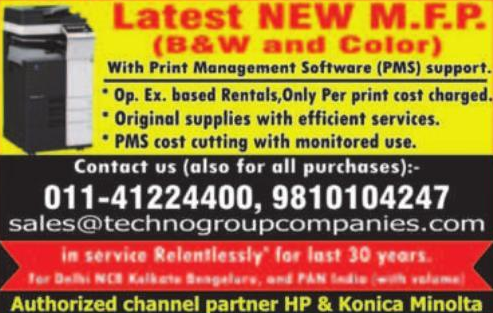 Latest NEW M.F.P.
(B&W and Color)
With Print Management Software (PMS) support.
* Op. Ex. based Rentals,Only Per print cost charged.
* Original supplies with efficient services.
* PMS cost cutting with monitored use.
Contact us (also for all purchases):-
011-41224400, 9810104247
sales@technogroupcompanies.com
in service Relentlessly* for last 30 years.
For Delhi NCR Kolkata Bengaluru, and PAN India (with volume)
Authorized channel partner HP & Konica Minolta